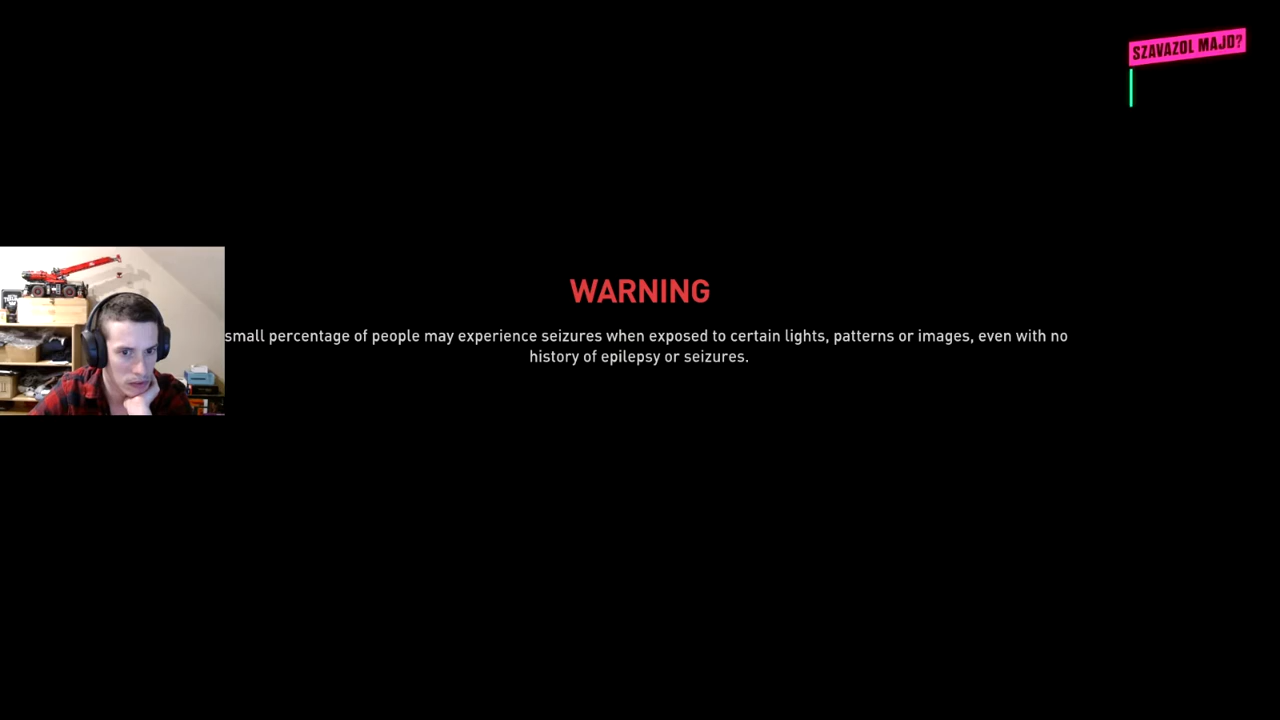 SZAVAZOL MAJD?
WARNING
small percentage of people may experience seizures when exposed to certain lights, patterns or images, even with no
history of epilepsy or seizures.